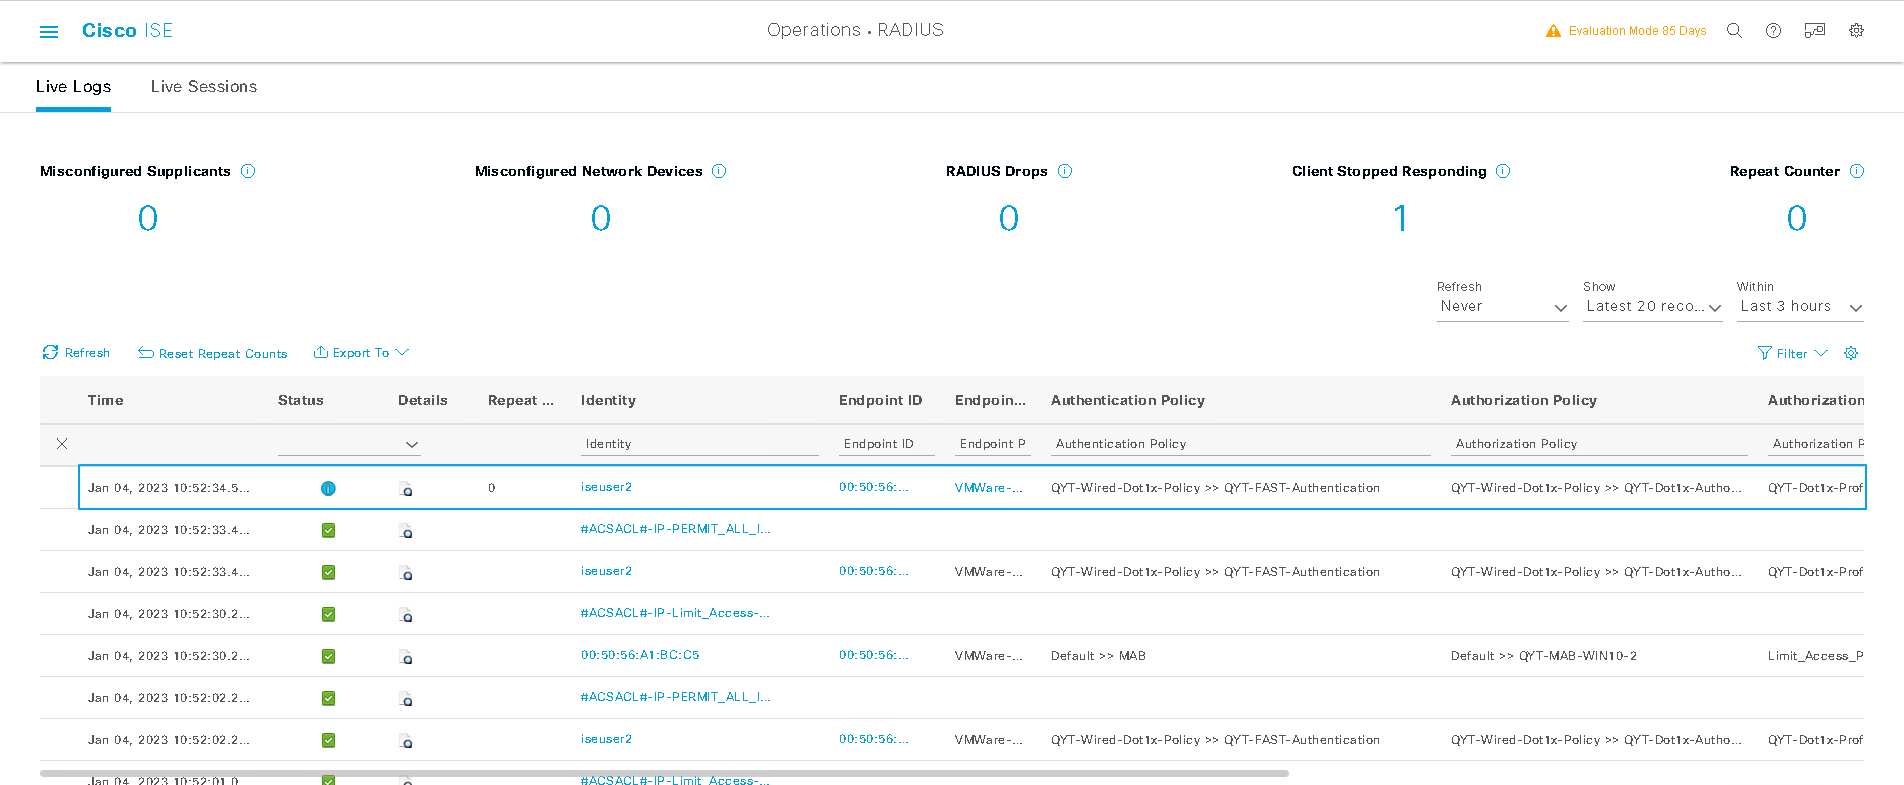 Cisco ISE
Operations · RADIUS
Evaluation Mode 85 Days
Live Logs
Live Sessions
Misconfigured Supplicants
Misconfigured Network Devices
RADIUS Drops
Client Stopped Responding
Repeat Counter
0
0
0
1
0
Refresh
Show
Within
Never
Latest 20 reco...
Last 3 hours
Refresh
Reset Repeat Counts
Export To
Filter
Time Status Details Repeat ... Identity Endpoint ID Endpoin... Authentication Policy Authorization Policy Authorization
Identity Endpoint ID Endpoint P Authentication Policy Authorization Policy Authorization P
Jan 04, 2023 10:52:34.5... 0 iseuser2 00:50:56:... VMWare-... QYT-Wired-Dot1x-Policy >> QYT-FAST-Authentication QYT-Wired-Dot1x-Policy >> QYT-Dot1x-Autho... QYT-Dot1x-Prof
Jan 04, 2023 10:52:33.4... #ACSACL#-IP-PERMIT_ALL_I...
Jan 04, 2023 10:52:33.4... iseuser2 00:50:56:... VMWare-... QYT-Wired-Dot1x-Policy >> QYT-FAST-Authentication QYT-Wired-Dot1x-Policy >> QYT-Dot1x-Autho... QYT-Dot1x-Prof
Jan 04, 2023 10:52:30.2... #ACSACL#-IP-Limit_Access-...
Jan 04, 2023 10:52:30.2... 00:50:56:A1:BC:C5 00:50:56:... VMWare-... Default >> MAB Default >> QYT-MAB-WIN10-2 Limit_Access_P
Jan 04, 2023 10:52:02.2... #ACSACL#-IP-PERMIT_ALL_I...
Jan 04, 2023 10:52:02.2... iseuser2 00:50:56:... VMWare-... QYT-Wired-Dot1x-Policy >> QYT-FAST-Authentication QYT-Wired-Dot1x-Policy >> QYT-Dot1x-Autho... QYT-Dot1x-Prof
Jan 04, 2023 10:52:01.0 #ACSACL#-IP-Limit_Access-...